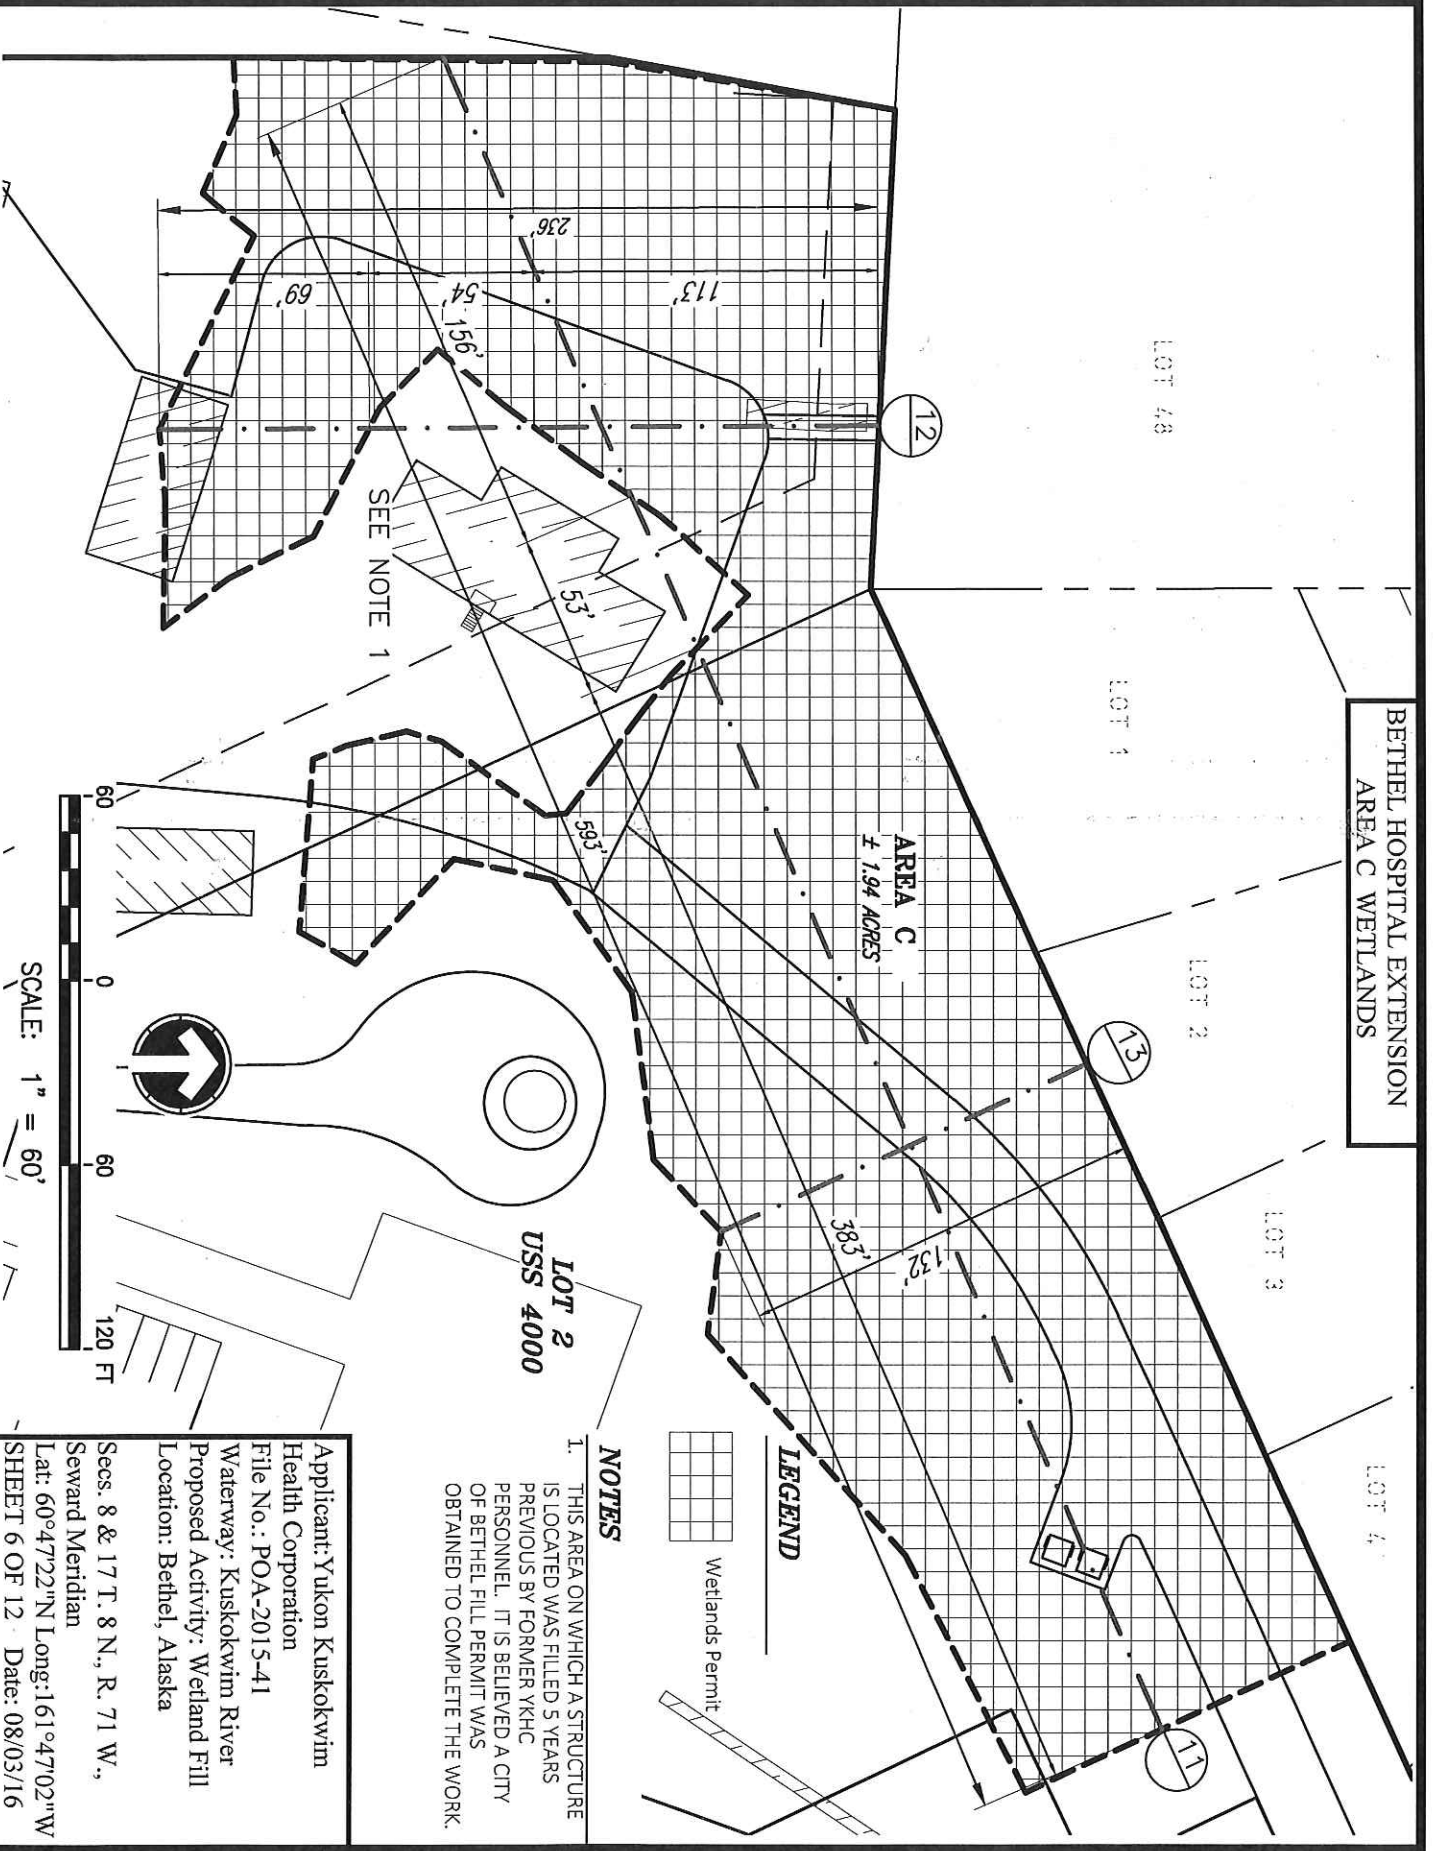 BETHEL HOSPITAL EXTENSION
AREA C WETLANDS
LOT 48
LOT 1
LOT 2
LOT 3
LOT 4
12
13
11
AREA C
± 1.94 ACRES
236'
113'
54'
69'
156'
53'
593'
383'
132'
SEE NOTE 1
LOT 2
USS 4000
LEGEND
Wetlands Permit
NOTES
1. THIS AREA ON WHICH A STRUCTURE
IS LOCATED WAS FILLED 5 YEARS
PREVIOUS BY FORMER YKHC
PERSONNEL. IT IS BELIEVED A CITY
OF BETHEL FILL PERMIT WAS
OBTAINED TO COMPLETE THE WORK.
60 0 60 120 FT
SCALE: 1" = 60'
Applicant:Yukon Kuskokwim
Health Corporation
File No.: POA-2015-41
Waterway: Kuskokwim River
Proposed Activity: Wetland Fill
Location: Bethel, Alaska
Secs. 8 & 17 T. 8 N., R. 71 W.,
Seward Meridian
Lat: 60°47'22"N Long:161°47'02"W
SHEET 6 OF 12 Date: 08/03/16